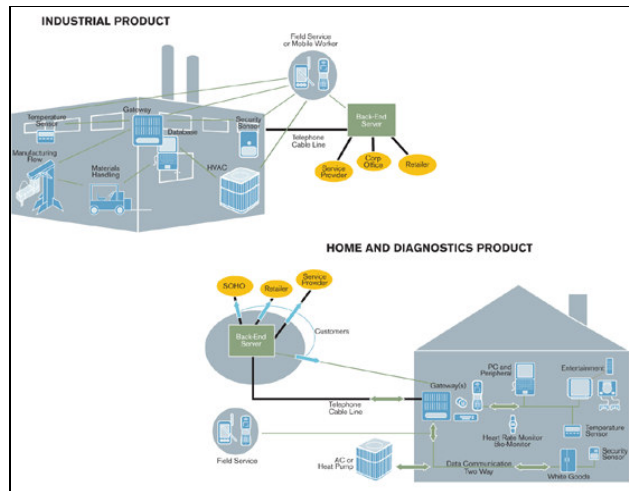 INDUSTRIAL PRODUCT
Field Service
or Mobile Worker
Temperature
Sensor
Gateway
Database
Security
Sensor
Back-End
Server
Telephone
Cable Line
Manufacturing
Flow
Materials
Handling
HVAC
Service
Provider
Corp.
Office
Retailer
HOME AND DIAGNOSTICS PRODUCT
SOHO
Retailer
Service
Provider
Customers
Back-End
Server
PC and
Peripheral
Entertainment
Gateway(s)
Telephone
Cable Line
Heart Rate Monitor
like Monitor
Temperature
Sensor
Field Service
AC or
Heat Pump
Data Communication
Two Way
White Goods
Security
Sensor